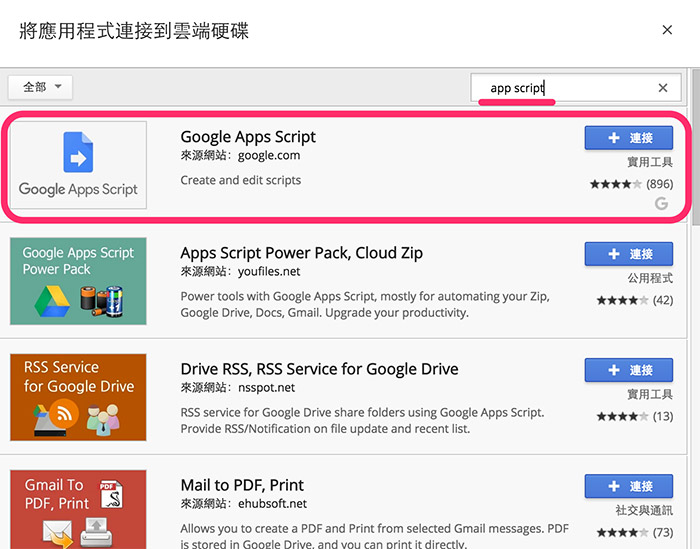 將應用程式連接到雲端硬碟
全部
app script
Google Apps Script
Google Apps Script
來源網站：google.com
Create and edit scripts
連接
實用工具
(896)
G
Google Apps Script
Power Pack
Apps Script Power Pack, Cloud Zip
來源網站：youfiles.net
Power tools with Google Apps Script, mostly for automating your Zip,
Google Drive, Docs, Gmail. Upgrade your productivity.
連接
公用程式
(42)
RSS Service
for Google Drive
Drive RSS, RSS Service for Google Drive
來源網站：nsspot.net
RSS service for Google Drive share folders using Google Apps Script.
Provide RSS/Notification on file update and recent list.
連接
實用工具
(13)
Gmail To
PDF, Print
PDF
Mail to PDF, Print
來源網站：ehubsoft.net
Allows you to create a PDF and Print from selected Gmail messages. PDF
is stored in Google Drive, and you can print it directly.
連接
社交與通訊
(73)